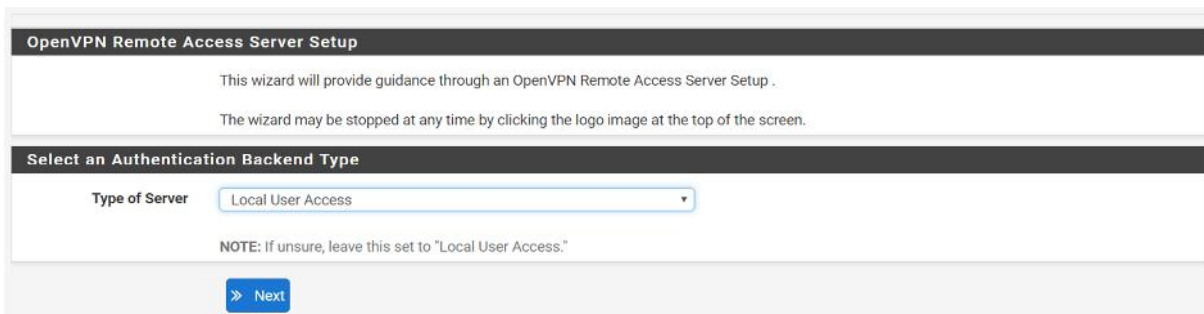 OpenVPN Remote Access Server Setup
This wizard will provide guidance through an OpenVPN Remote Access Server Setup .
The wizard may be stopped at any time by clicking the logo image at the top of the screen.
Select an Authentication Backend Type
Type of Server Local User Access
NOTE: If unsure, leave this set to "Local User Access."
Next